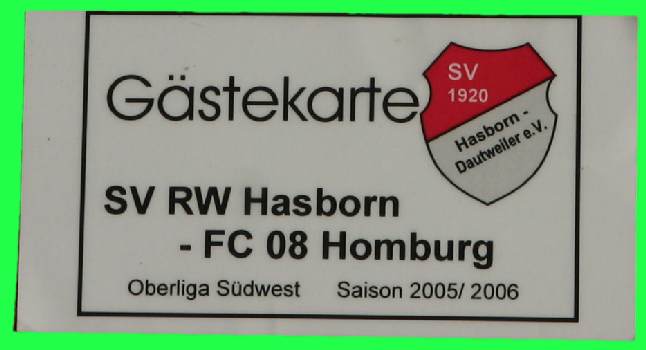 Gästekarte
SV
1920
Hasborn -
Dautweiler e.V.
SV RW Hasborn
- FC 08 Homburg
Oberliga Südwest Saison 2005/ 2006